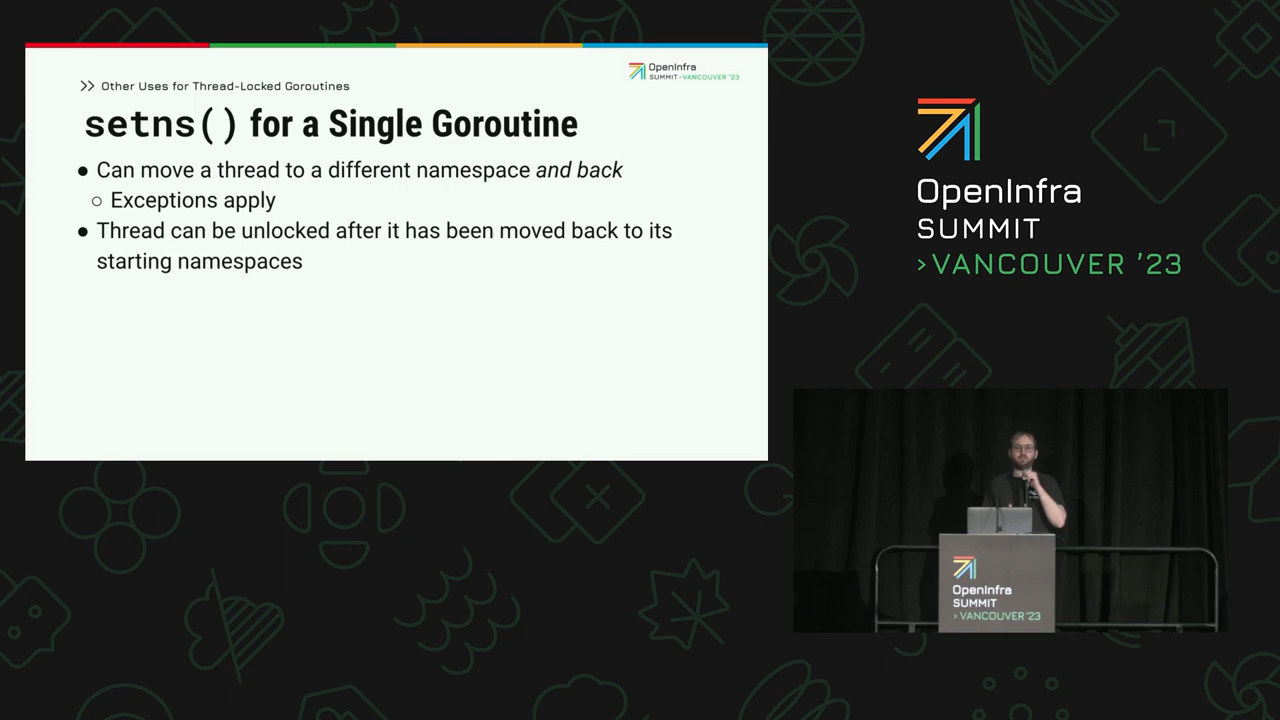 >> Other Uses for Thread-Locked Goroutines
OpenInfra
SUMMIT >VANCOUVER '23
setns() for a Single Goroutine
● Can move a thread to a different namespace and back
○ Exceptions apply
● Thread can be unlocked after it has been moved back to its
starting namespaces
OpenInfra
SUMMIT
>VANCOUVER '23
OpenInfra
SUMMIT
>VANCOUVER '23